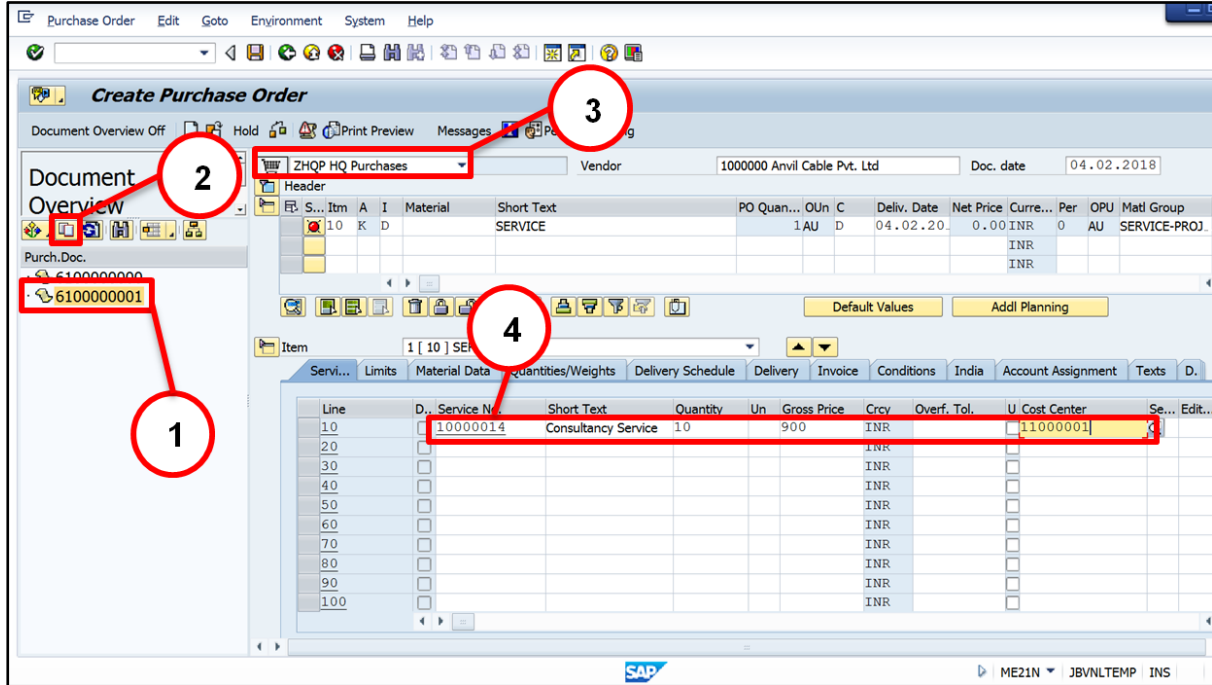 Purchase Order Edit Goto Environment System Help
Create Purchase Order
Document Overview Off Hold Print Preview Messages
3
ZHQP HQ Purchases Vendor 1000000 Anvil Cable Pvt. Ltd Doc. date 04.02.2018
Document
Overview
2
Header
S... Itm A I Material Short Text PO Quan... OUn C Deliv. Date Net Price Curre... Per OPU Matl Group
10 K D SERVICE 1 AU D 04.02.20 0.00 INR 0 AU SERVICE-PROJ
INR
INR
Purch.Doc.
6100000000
6100000001
Default Values Addl Planning
4
Item 1 [ 10 ] SER
Servi... Limits Material Data Quantities/Weights Delivery Schedule Delivery Invoice Conditions India Account Assignment Texts D.
1
Line D.. Service No. Short Text Quantity Un Gross Price Crcy Overf. Tol. U Cost Center Se... Edit...
10 10000014 Consultancy Service 10 900 INR 11000001
20 INR
30 INR
40 INR
50 INR
60 INR
70 INR
80 INR
90 INR
100 INR
SAP ME21N JBVNLTEMP INS